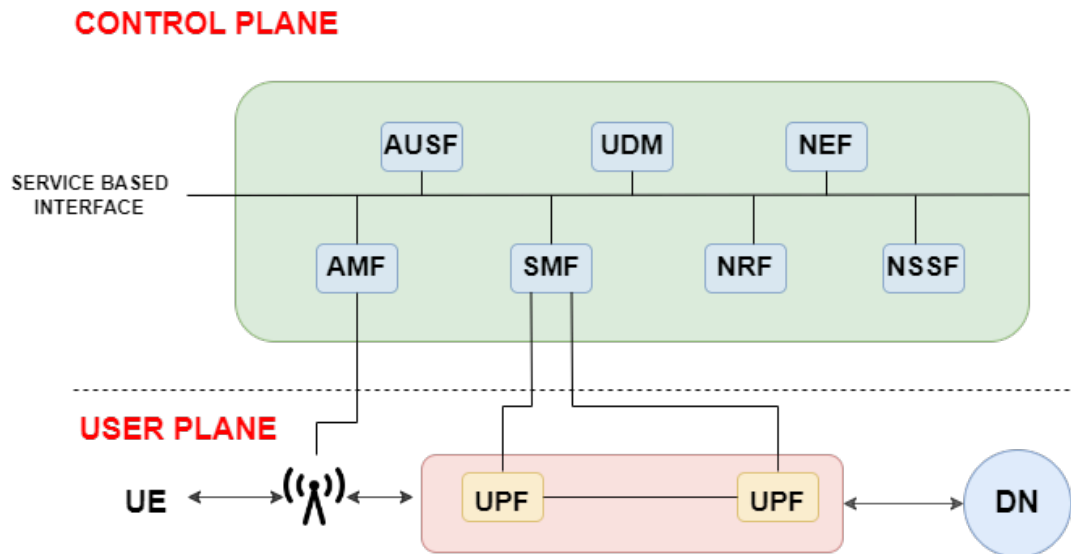 CONTROL PLANE
AUSF
UDM
NEF
SERVICE BASED
INTERFACE
AMF
SMF
NRF
NSSF
USER PLANE
UE
UPF
UPF
DN